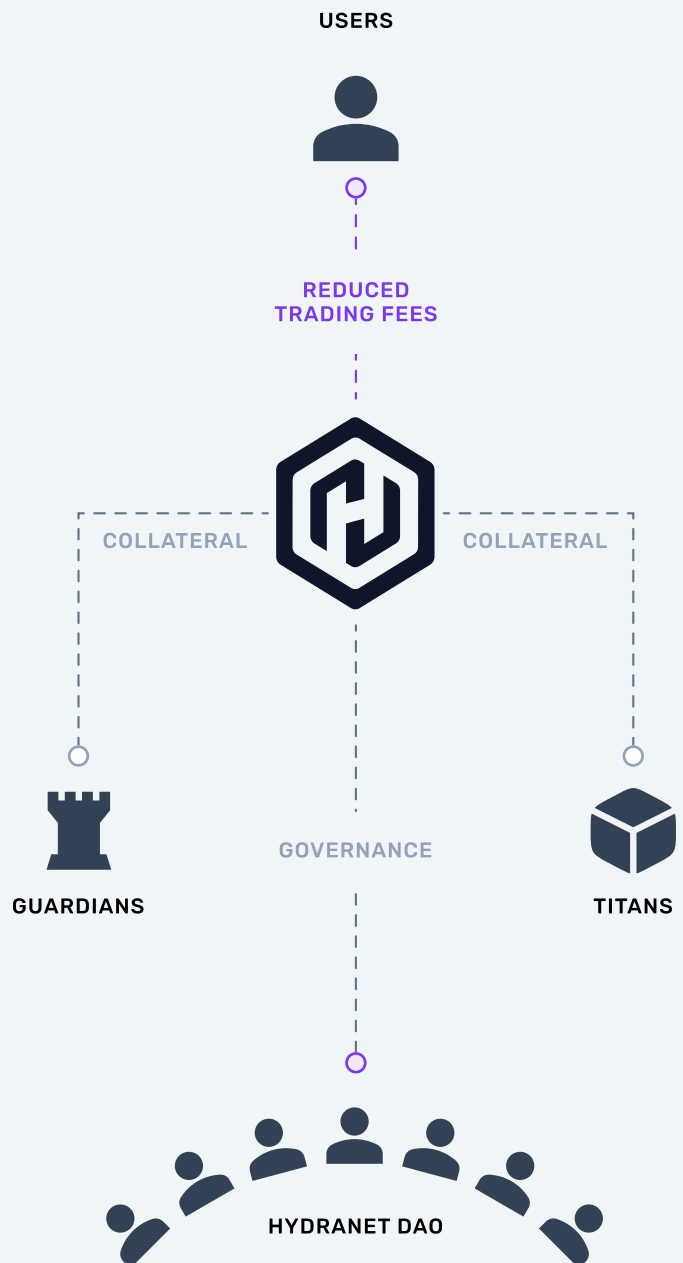 USERS
REDUCED
TRADING FEES
COLLATERAL
COLLATERAL
GUARDIANS
GOVERNANCE
TITANS
HYDRANET DAO